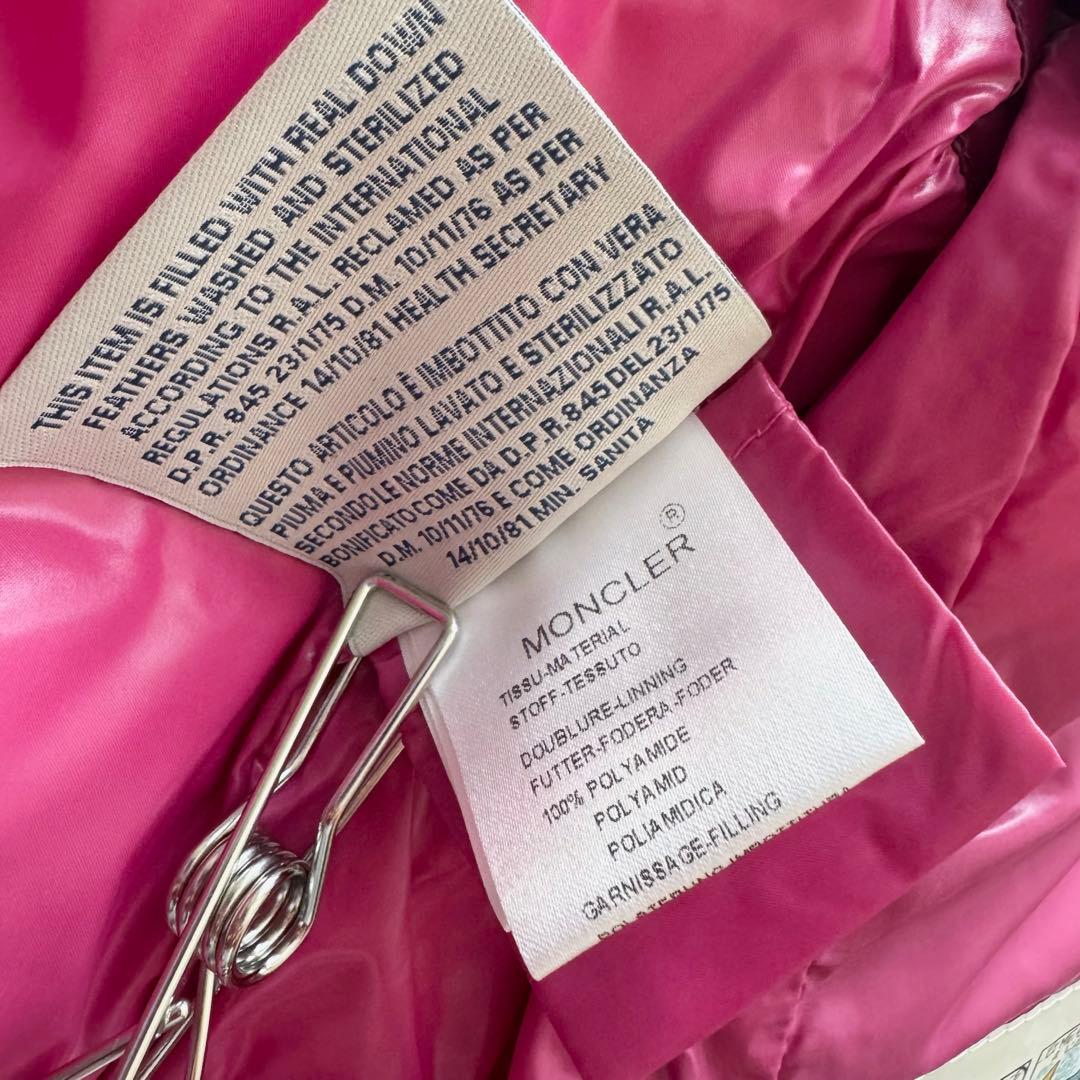 THIS ITEM IS FILLED WITH REAL DOWN
FEATHERS WASHED AND STERILIZED
ACCORDING TO THE INTERNATIONAL
REGULATIONS R.A.L. RECLAIMED AS PER
D.P.R. 845 23/1/75 D.M. 10/11/76 AS PER
ORDINANCE 14/10/81 HEALTH SECRETARY
QUESTO ARTICOLO È IMBOTTITO CON VERA
PIUMA E PIUMINO LAVATO E STERILIZZATO
SECONDO LE NORME INTERNAZIONALI R.A.L.
BONIFICATO COME DA D.P.R. 845 DEL 23/1/75
D.M. 10/11/76 E COME ORDINANZA
14/10/81 MIN. SANITA
MONCLER ®
TISSU-MATERIAL
STOFF-TESSUTO
DOUBLURE-LINNING
FUTTER-FODERA-FODER
100% POLYAMIDE
POLYAMID
POLIAMIDICA
GARNISSAGE-FILLING